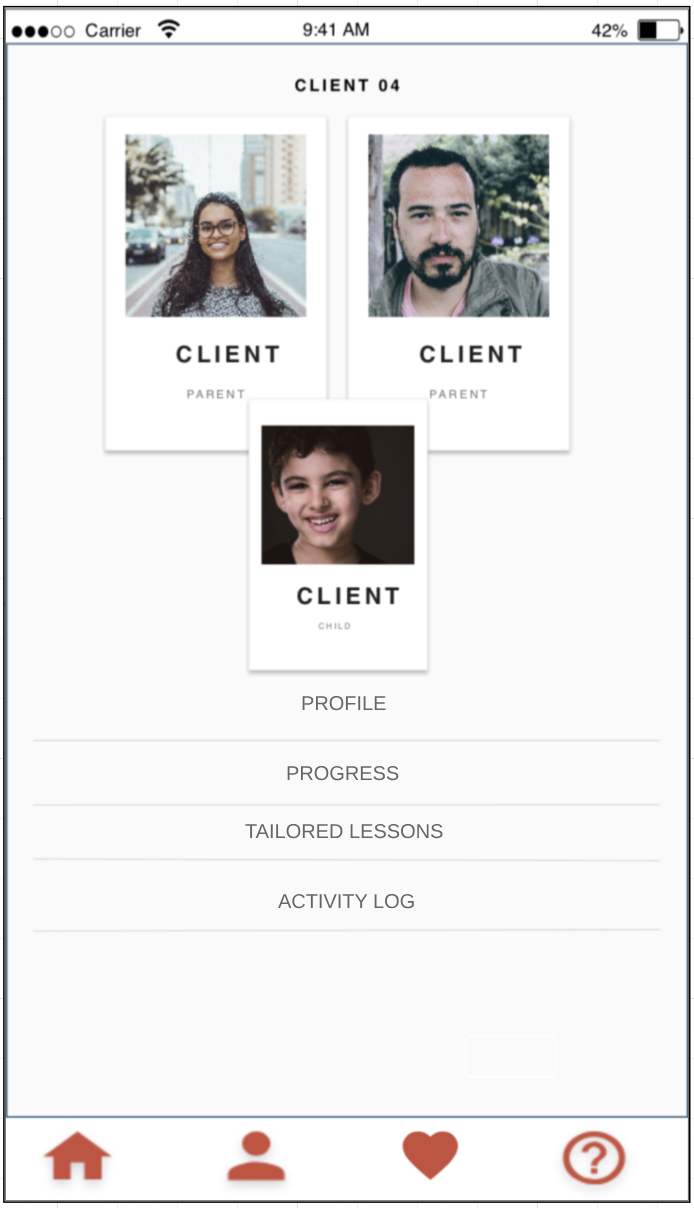 Carrier 9:41 AM 42%
CLIENT 04
CLIENT CLIENT
PARENT PARENT
CLIENT
CHILD
PROFILE
PROGRESS
TAILORED LESSONS
ACTIVITY LOG
?